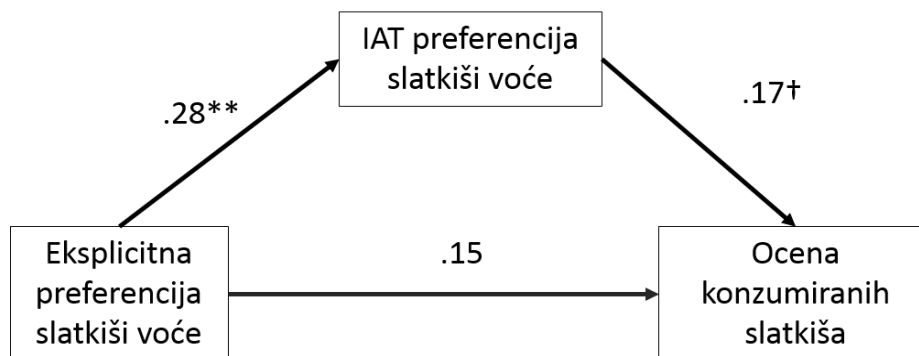 IAT preferencija
slatkiši voće
.28**
.17†
Eksplicitna
preferencija
slatkiši voće
.15
Ocena
konzumiranih
slatkiša